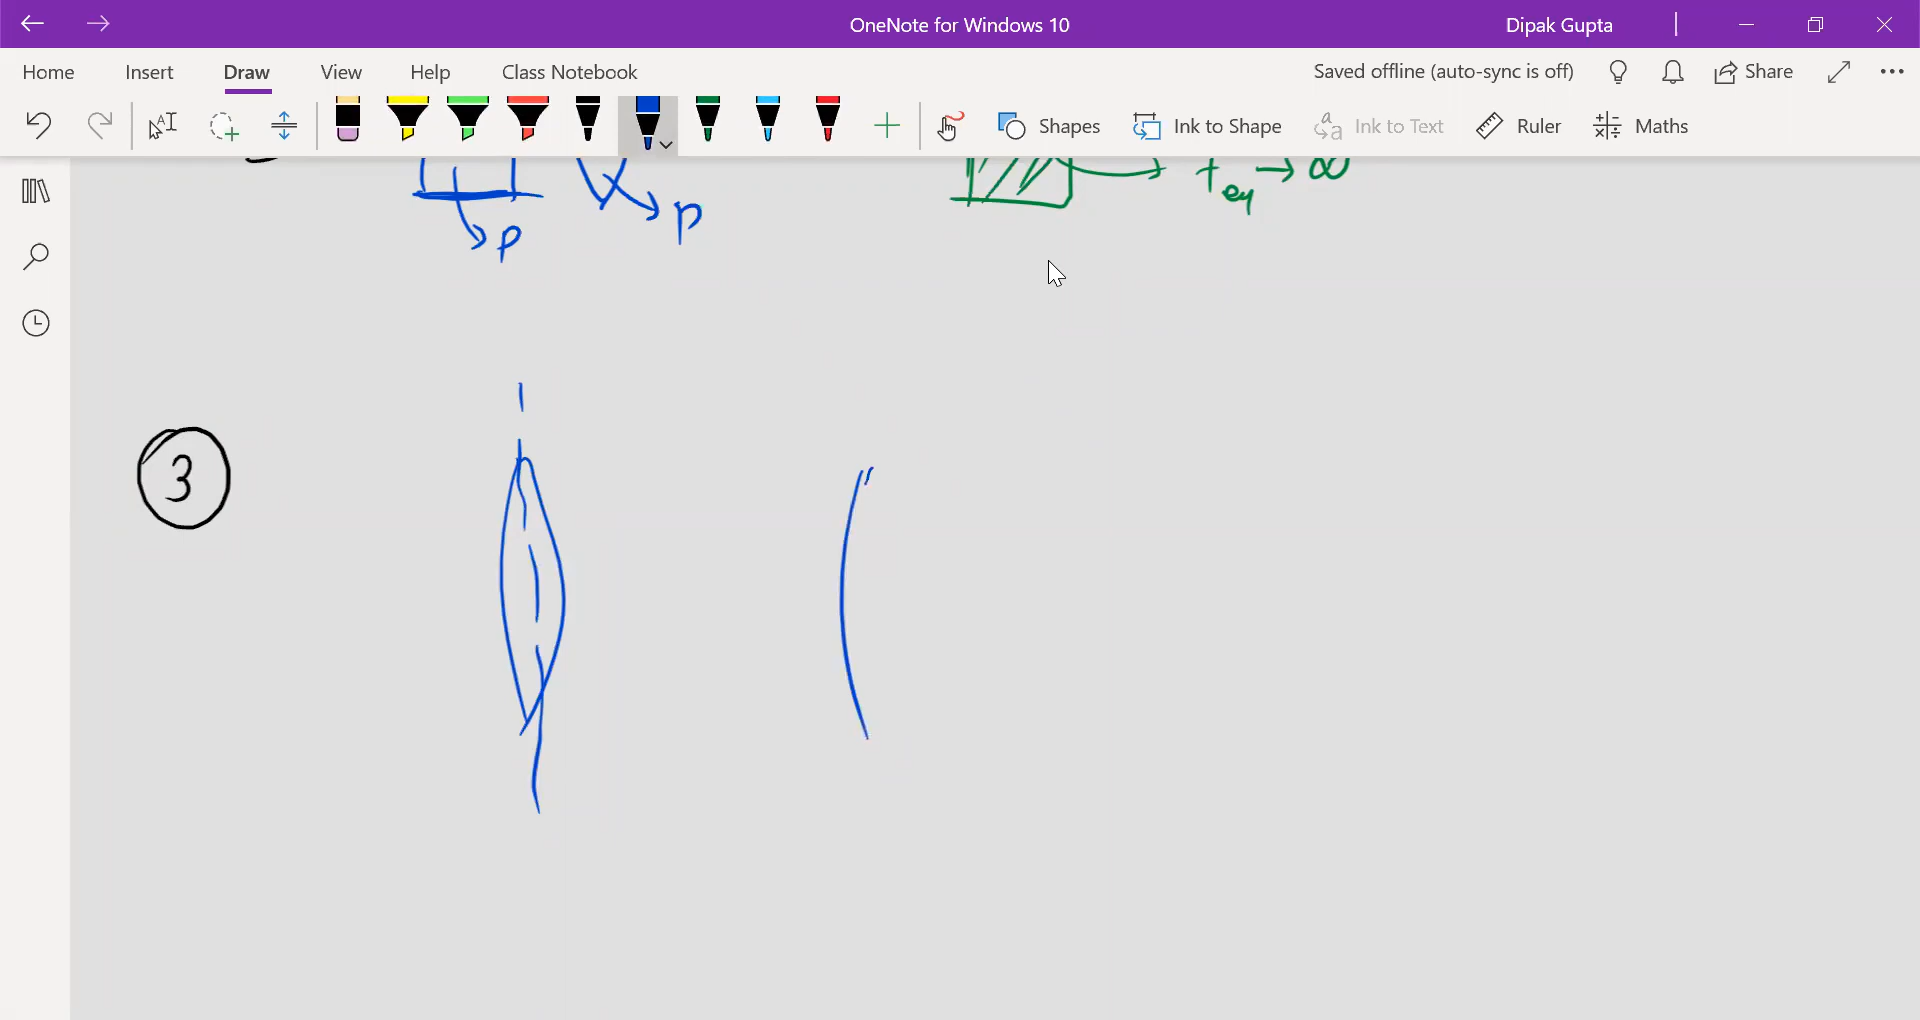 OneNote for Windows 10
Dipak Gupta
Home Insert Draw View Help Class Notebook
Saved offline (auto-sync is off) Share
Shapes Ink to Shape Ink to Text Ruler Maths
P
P
f eq → ∞
3